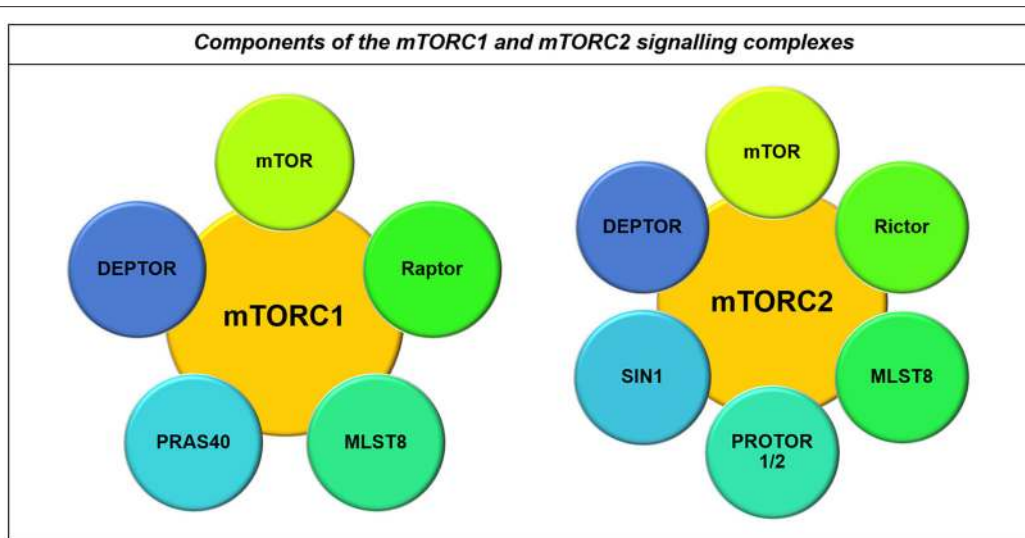 Components of the mTORC1 and mTORC2 signalling complexes
mTOR
DEPTOR
Raptor
mTORC1
PRAS40
MLST8
mTOR
DEPTOR
Rictor
mTORC2
SIN1
MLST8
PROTOR
1/2